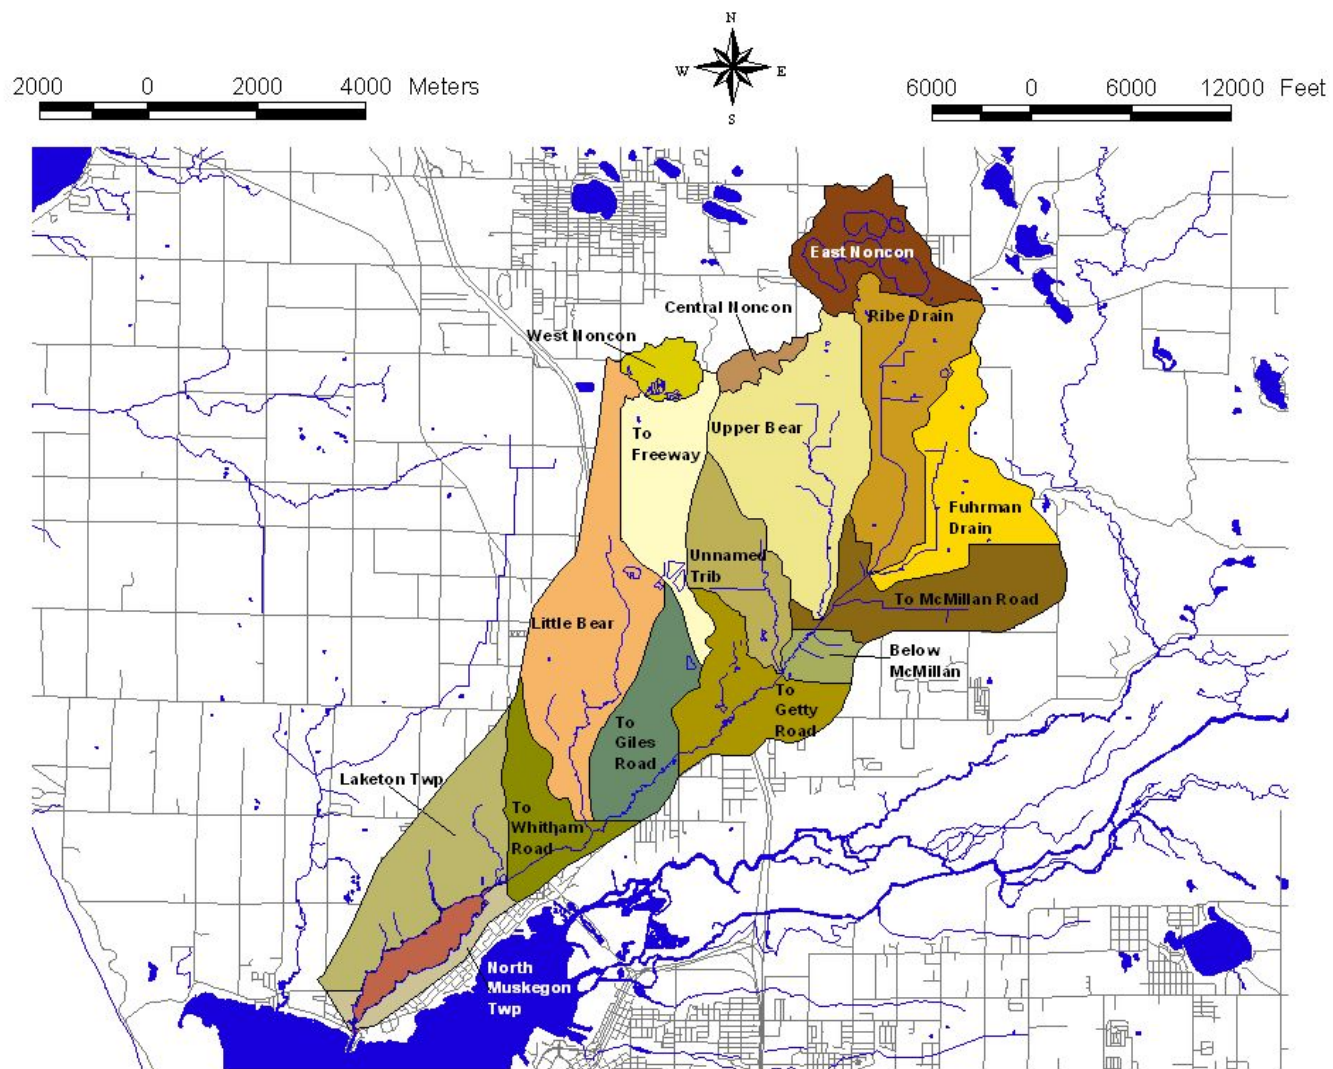 N
W
E
S
2000 0 2000 4000 Meters
6000 0 6000 12000 Feet
East Noncon
Central Noncon
Ribe Drain
West Noncon
To
Freeway
Upper Bear
Fuhrman
Drain
Unnamed
Trib
To McMillan Road
Little Bear
Below
McMillan
To
Getty
Road
To
Giles
Road
Laketon Twp
To
Whitham
Road
North
Muskegon
Twp